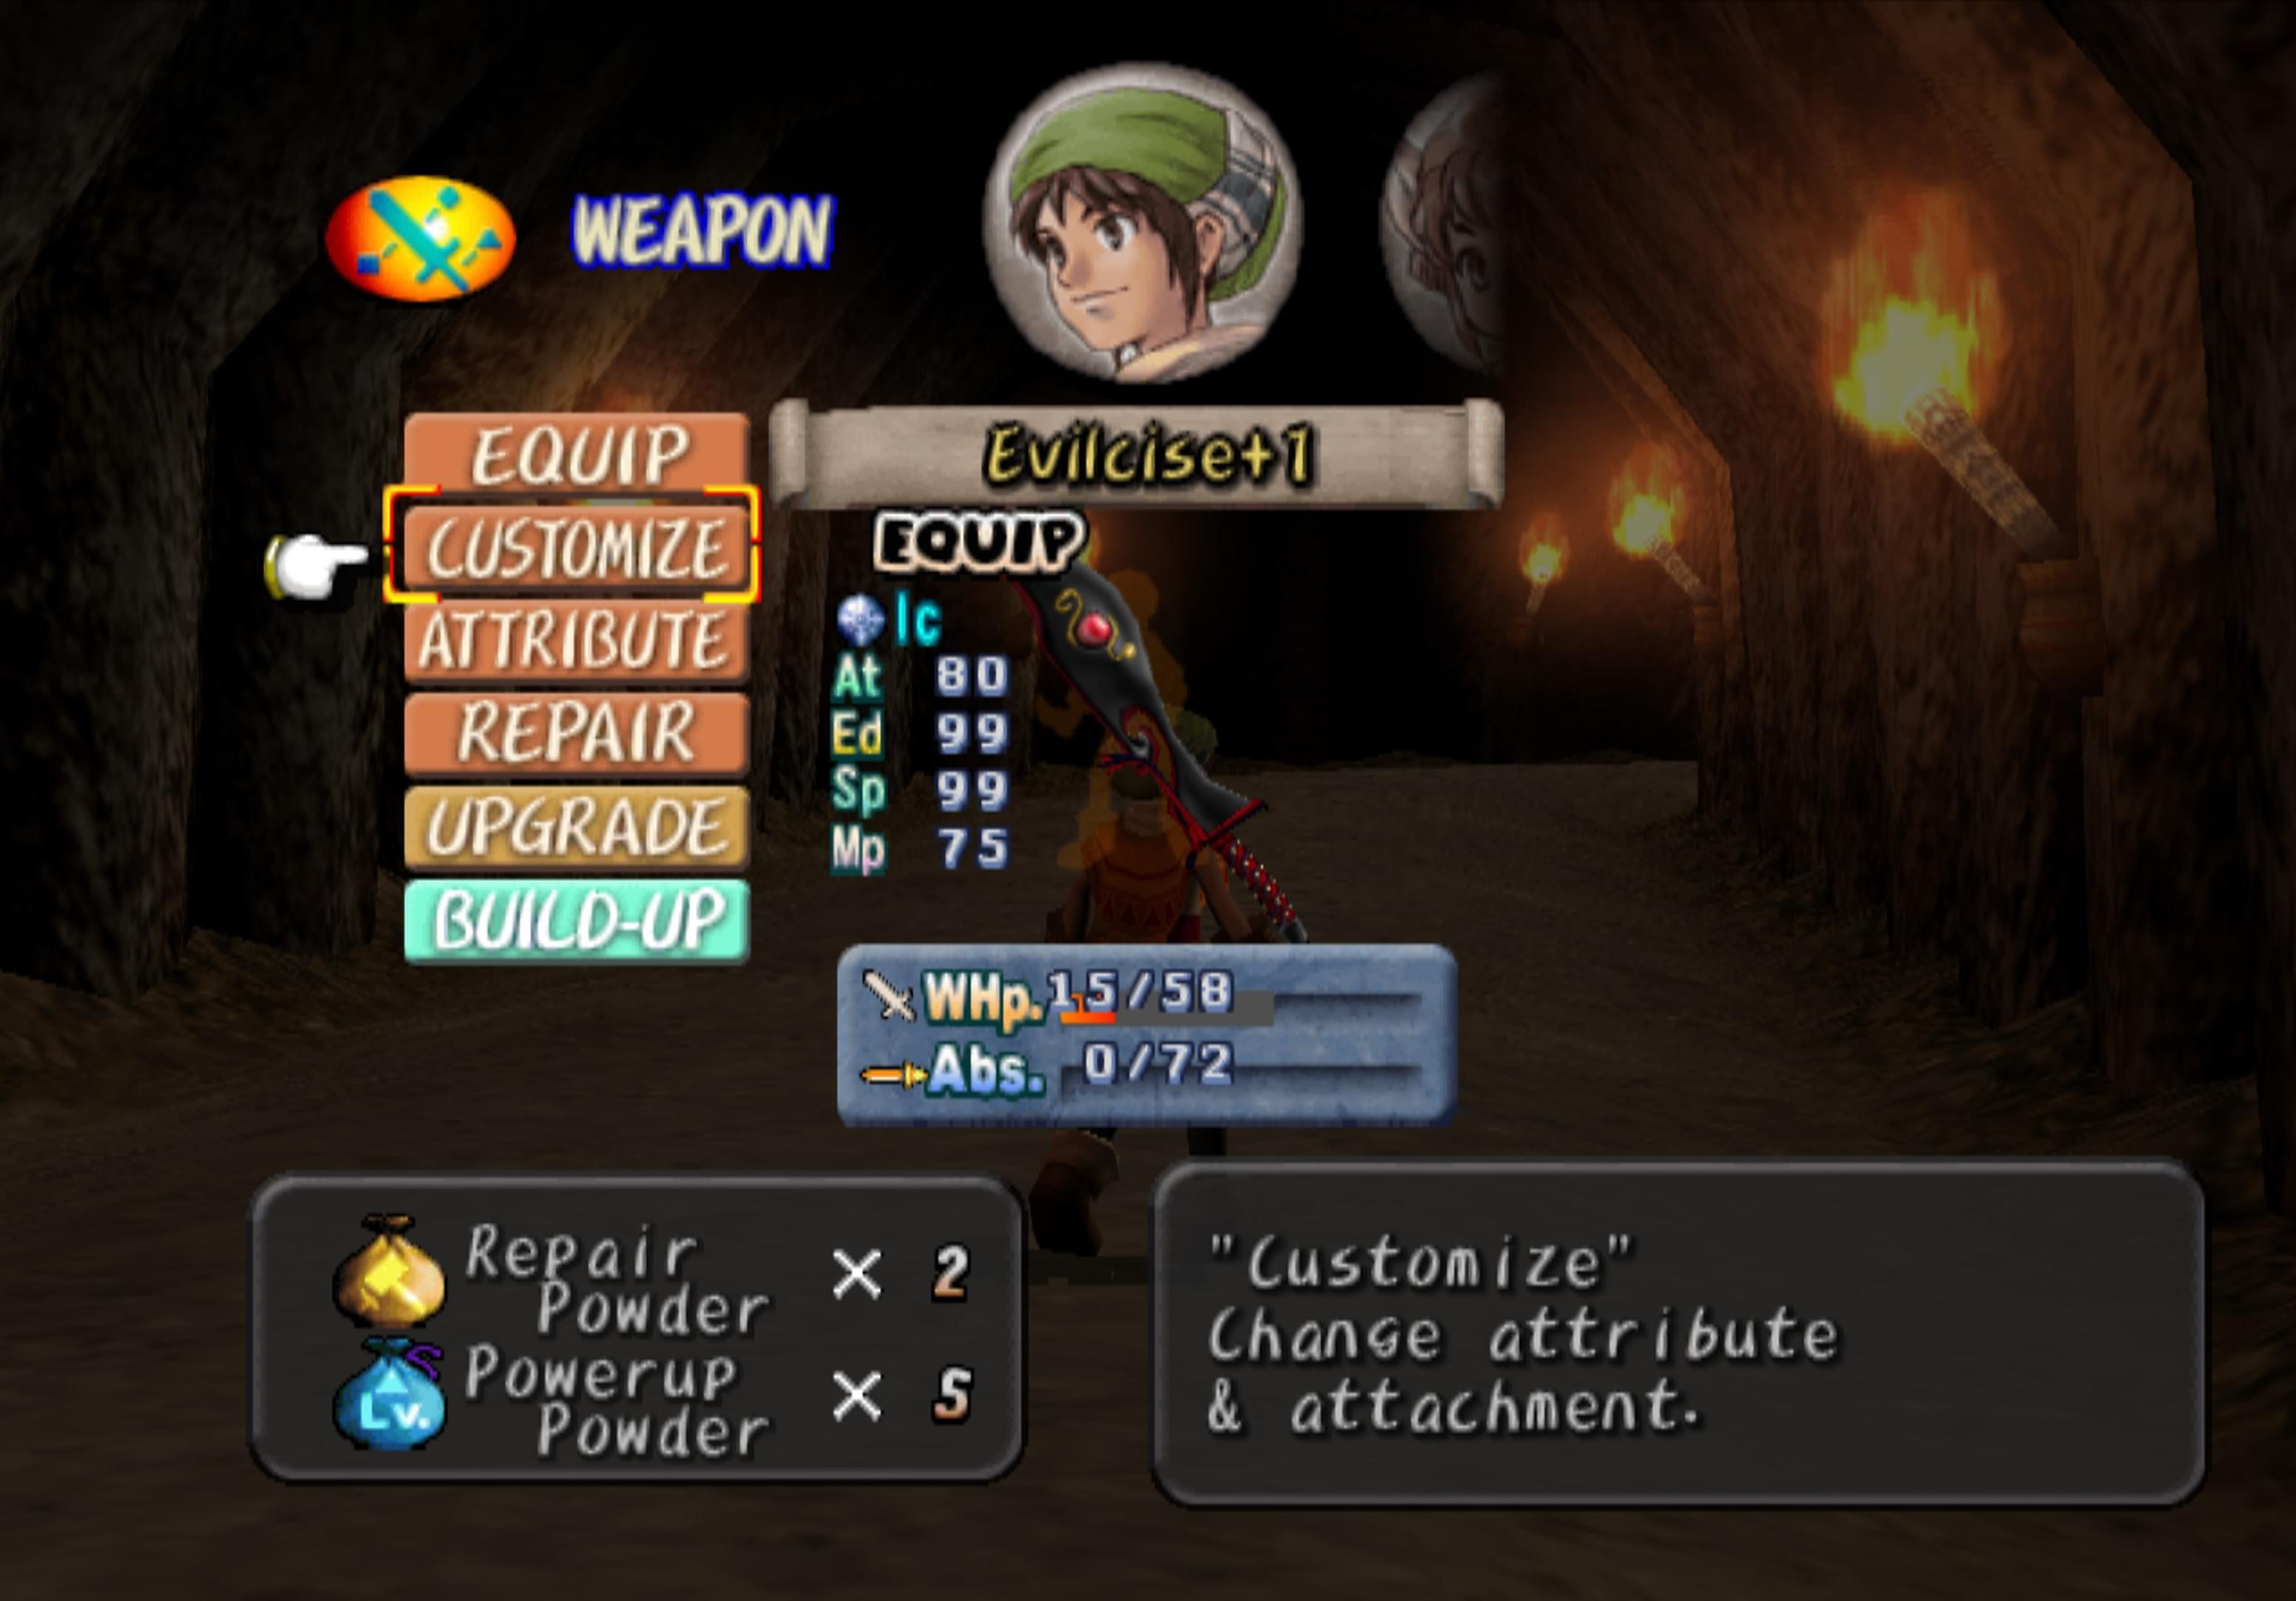 WEAPON
EQUIP
CUSTOMIZE
ATTRIBUTE
REPAIR
UPGRADE
BUILD-UP
Evilcise+1
EQUIP
Ic
At 80
Ed 99
Sp 99
Mp 75
WHp. 15/58
Abs. 0/72
Repair
Powder × 2
Lv.
Powerup
Powder × 5
"Customize"
Change attribute
& attachment.